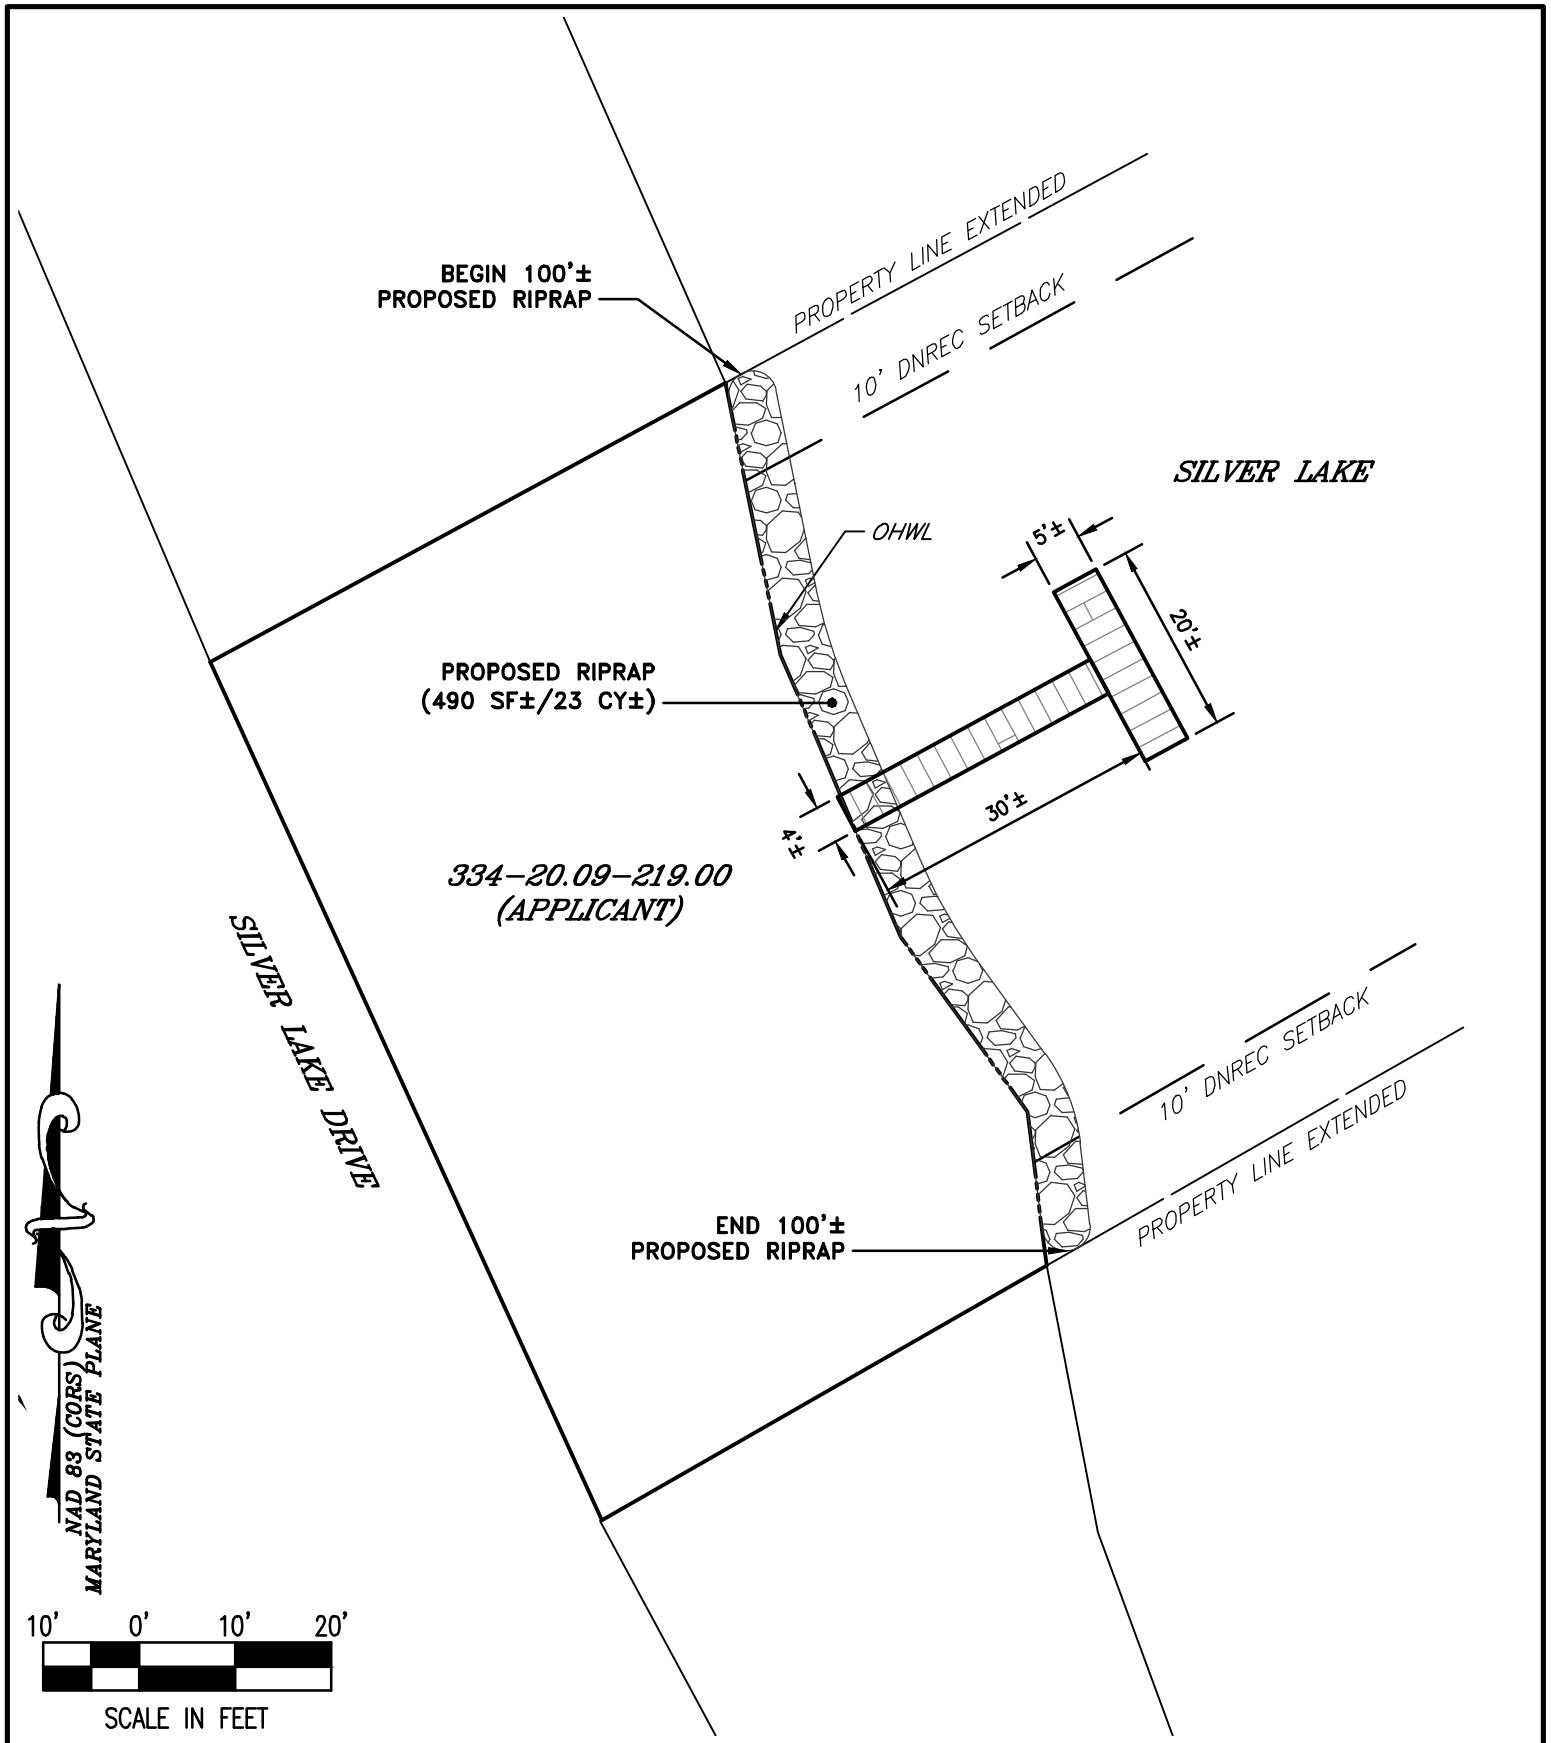 PROPERTY LINE EXTENDED
BEGIN 100'±
PROPOSED RIPRAP
10' DNREC SETBACK
SILVER LAKE
OHWL
5'±
20'±
PROPOSED RIPRAP
(490 SF±/23 CY±)
30'±
4'±
334-20.09-219.00
(APPLICANT)
SILVER LAKE DRIVE
10' DNREC SETBACK
PROPERTY LINE EXTENDED
END 100'±
PROPOSED RIPRAP
NAD 83 (CORS)
MARYLAND STATE PLANE
10' 0' 10' 20'
SCALE IN FEET